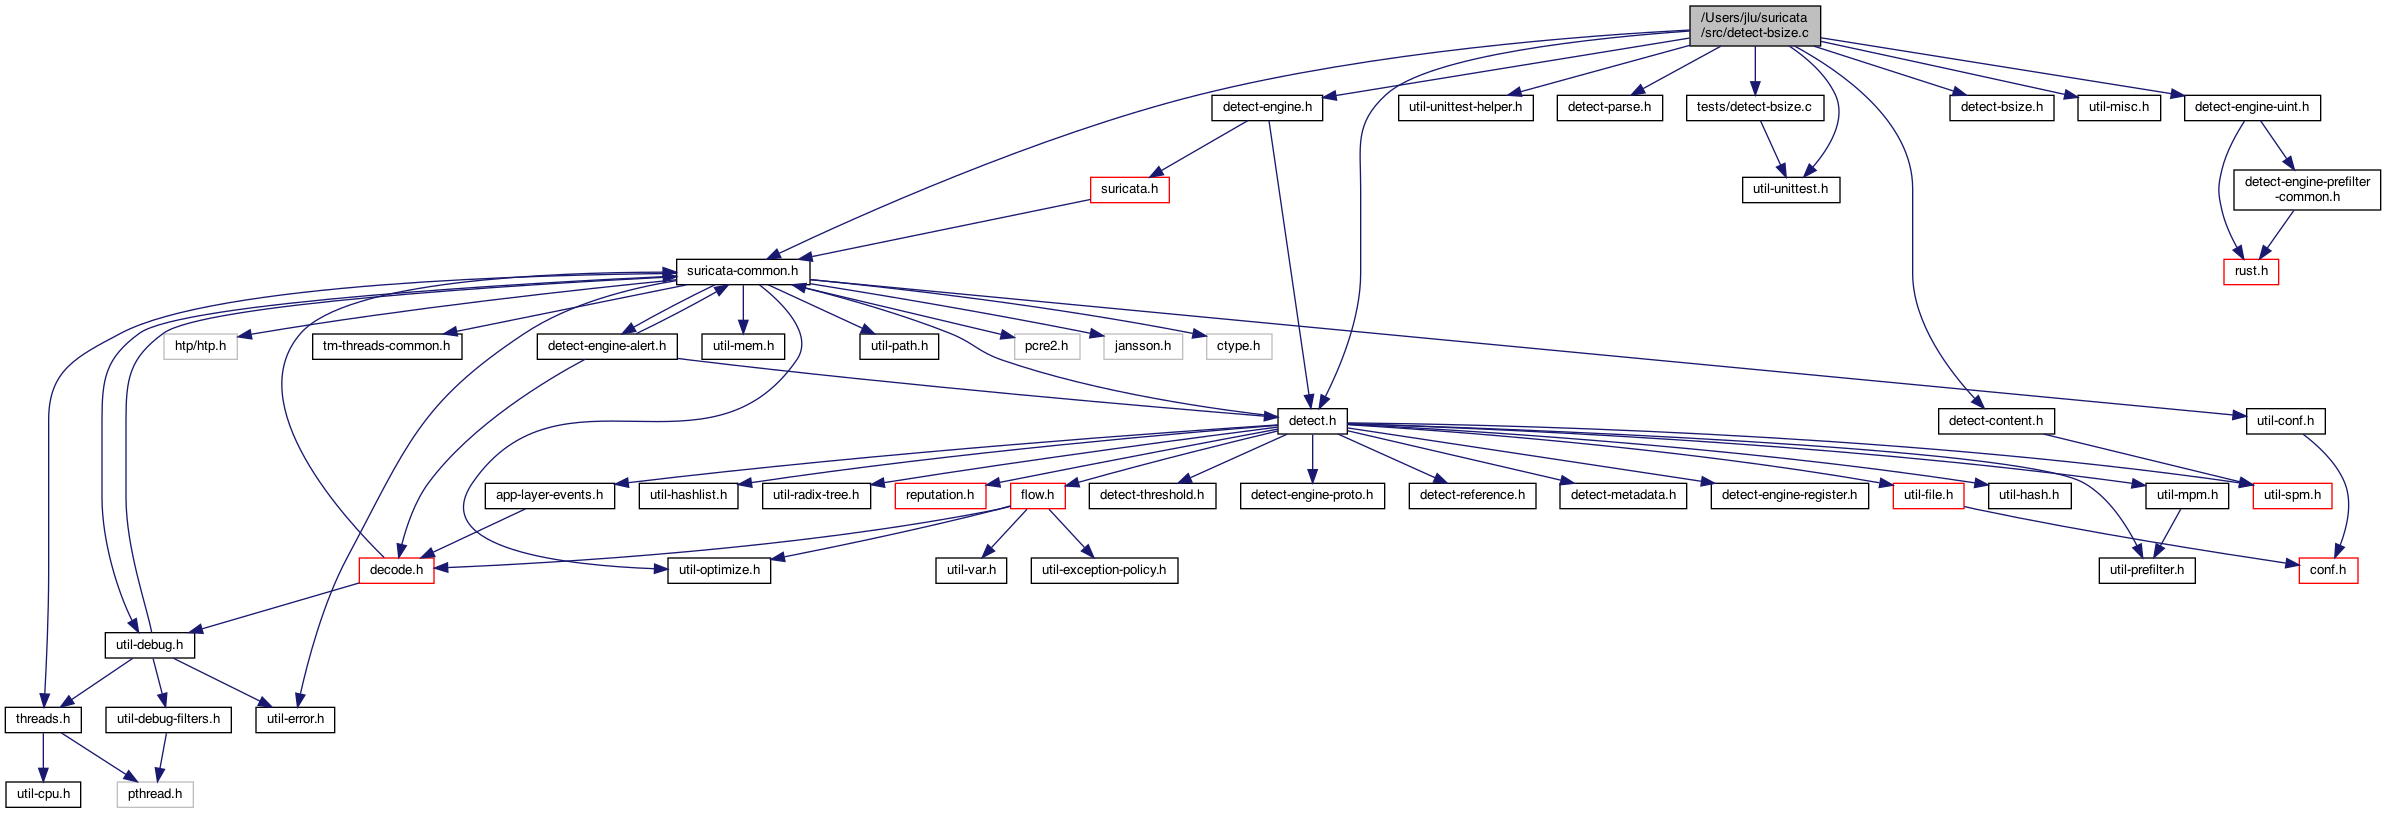 /Users/jlu/suricata
/src/detect-bsize.c
detect-engine.h
util-unittest-helper.h
detect-parse.h
tests/detect-bsize.c
detect-bsize.h
util-misc.h
detect-engine-uint.h
suricata.h
util-unittest.h
detect-engine-prefilter
-common.h
suricata-common.h
rust.h
htp/htp.h
tm-threads-common.h
detect-engine-alert.h
util-mem.h
util-path.h
pcre2.h
jansson.h
ctype.h
detect.h
detect-content.h
util-conf.h
app-layer-events.h
util-hashlist.h
util-radix-tree.h
reputation.h
flow.h
detect-threshold.h
detect-engine-proto.h
detect-reference.h
detect-metadata.h
detect-engine-register.h
util-file.h
util-hash.h
util-mpm.h
util-spm.h
decode.h
util-optimize.h
util-var.h
util-exception-policy.h
util-prefilter.h
conf.h
util-debug.h
threads.h
util-debug-filters.h
util-error.h
util-cpu.h
pthread.h